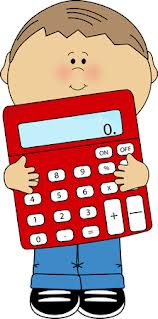 0.
ON OFF
8 9 % √
5 6 × ÷
7 4 3
1 2 + −
0 . =